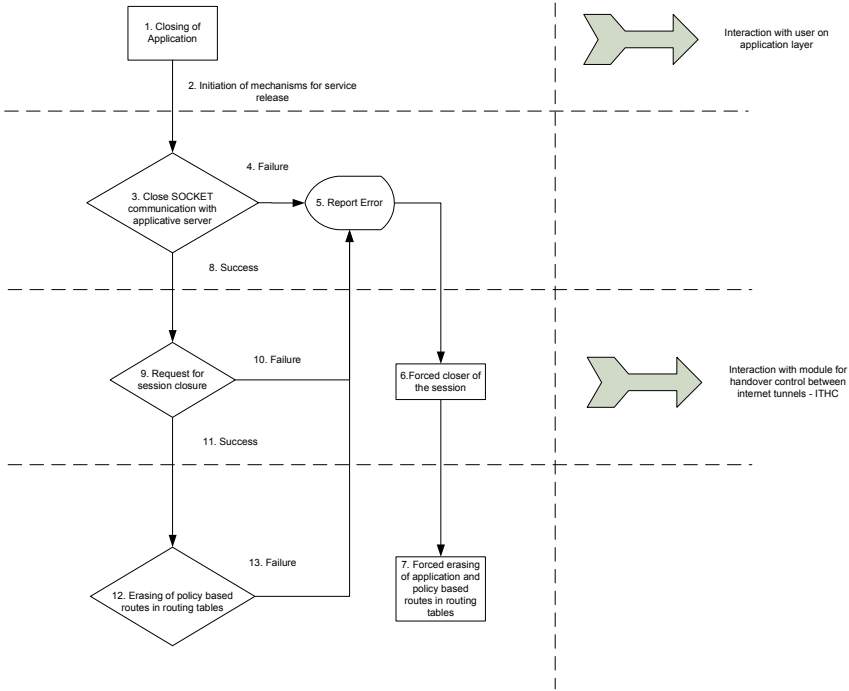 1. Closing of
Application
Interaction with user on
application layer
2. Initiation of mechanisms for service
release
4. Failure
3. Close SOCKET
communication with
applicative server
5. Report Error
8. Success
9. Request for
session closure
10. Failure
6.Forced closer of
the session
Interaction with module for
handover control between
internet tunnels - ITHC
11. Success
13. Failure
12. Erasing of policy based
routes in routing tables
7. Forced erasing
of application and
policy based
routes in routing
tables